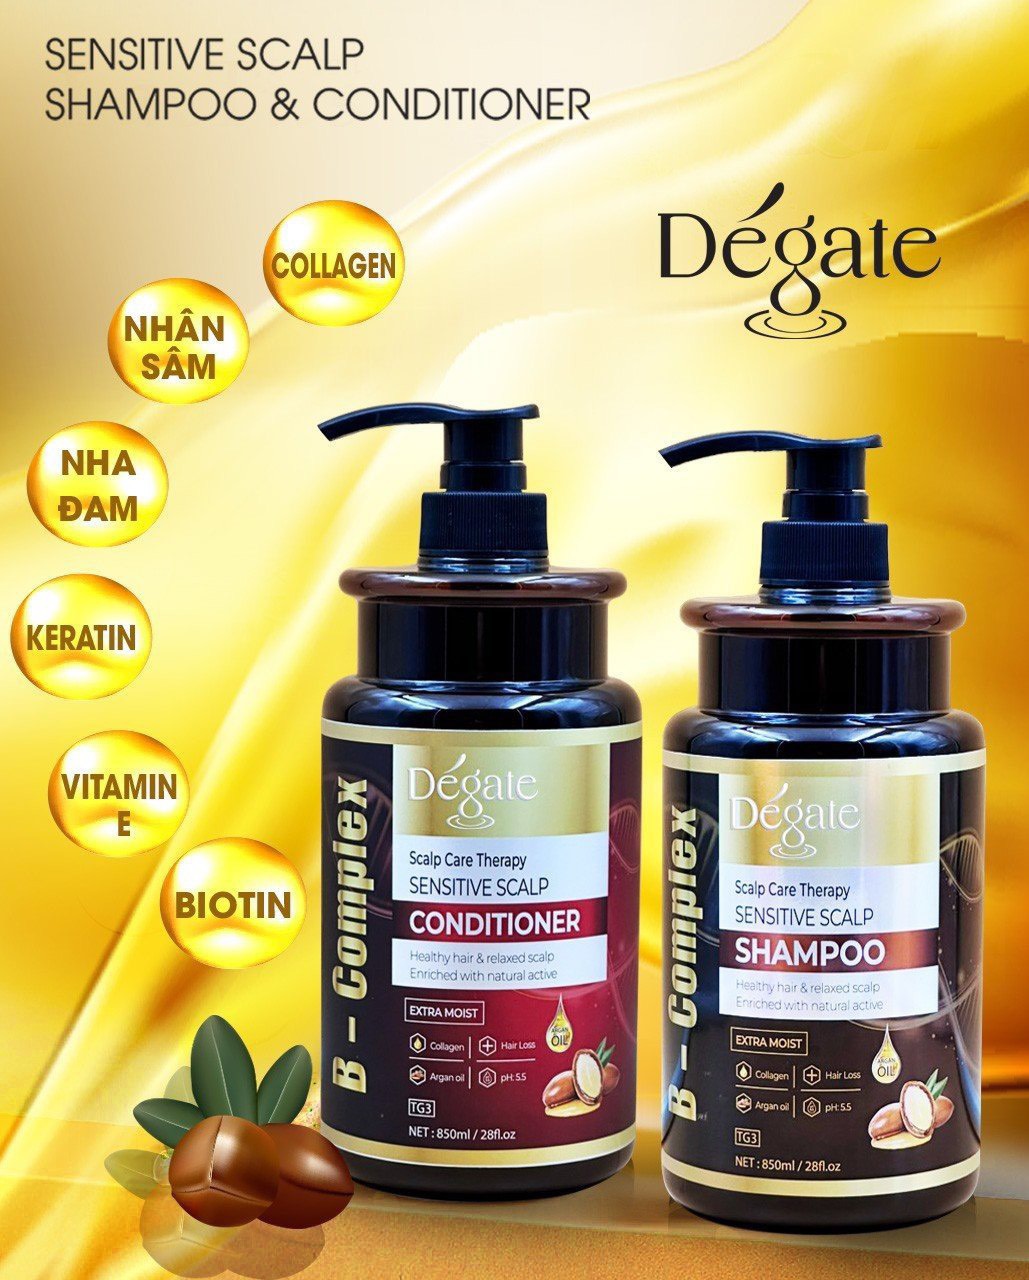 SENSITIVE SCALP
SHAMPOO & CONDITIONER
Dégate
COLLAGEN
NHÂN
SÂM
NHA
ĐAM
KERATIN
VITAMIN
E
BIOTIN
B - Complex
Dégate
Scalp Care Therapy
SENSITIVE SCALP
CONDITIONER
Healthy hair & relaxed scalp
Enriched with natural active
EXTRA MOIST
ARGAN
OIL
Collagen
Hair Loss
Argan oil
pH: 5.5
TG3
NET : 850ml / 28fl.oz
B - Complex
Dégate
Scalp Care Therapy
SENSITIVE SCALP
SHAMPOO
Healthy hair & relaxed scalp
Enriched with natural active
EXTRA MOIST
ARGAN
OIL
Collagen
Hair Loss
Argan oil
pH: 5.5
TG3
NET : 850ml / 28fl.oz